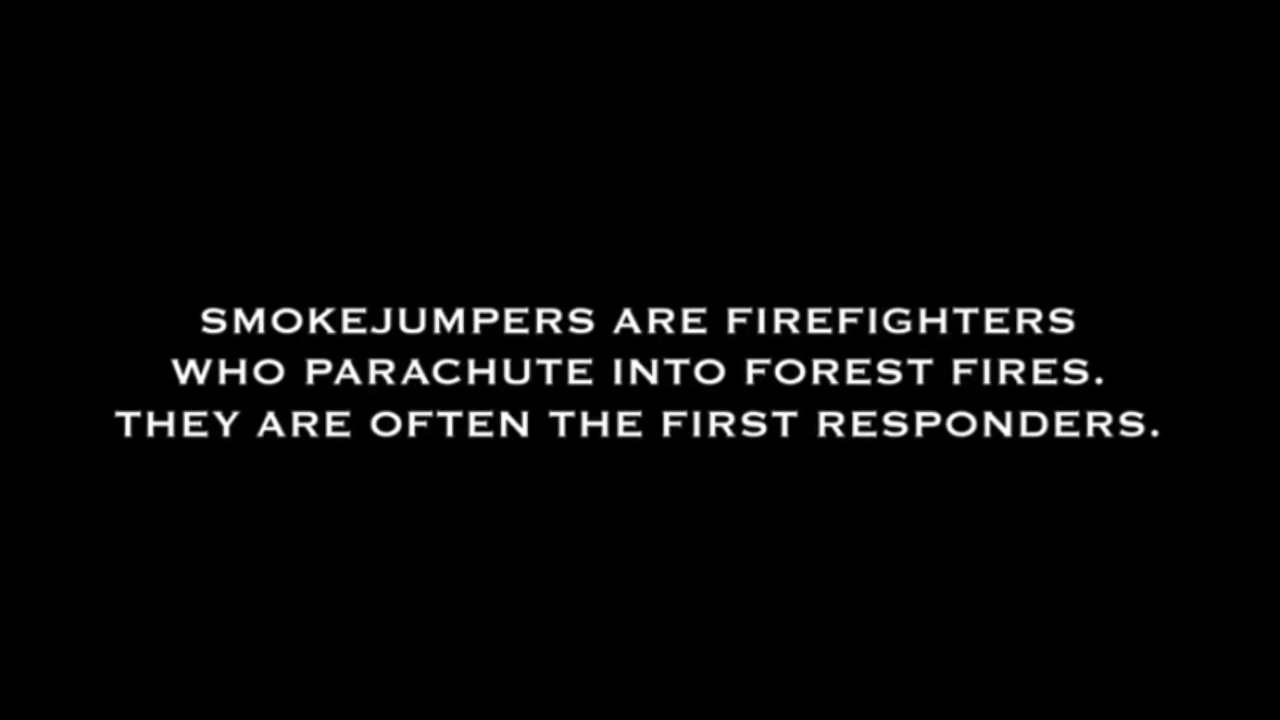 SMOKEJUMPERS ARE FIREFIGHTERS
WHO PARACHUTE INTO FOREST FIRES.
THEY ARE OFTEN THE FIRST RESPONDERS.